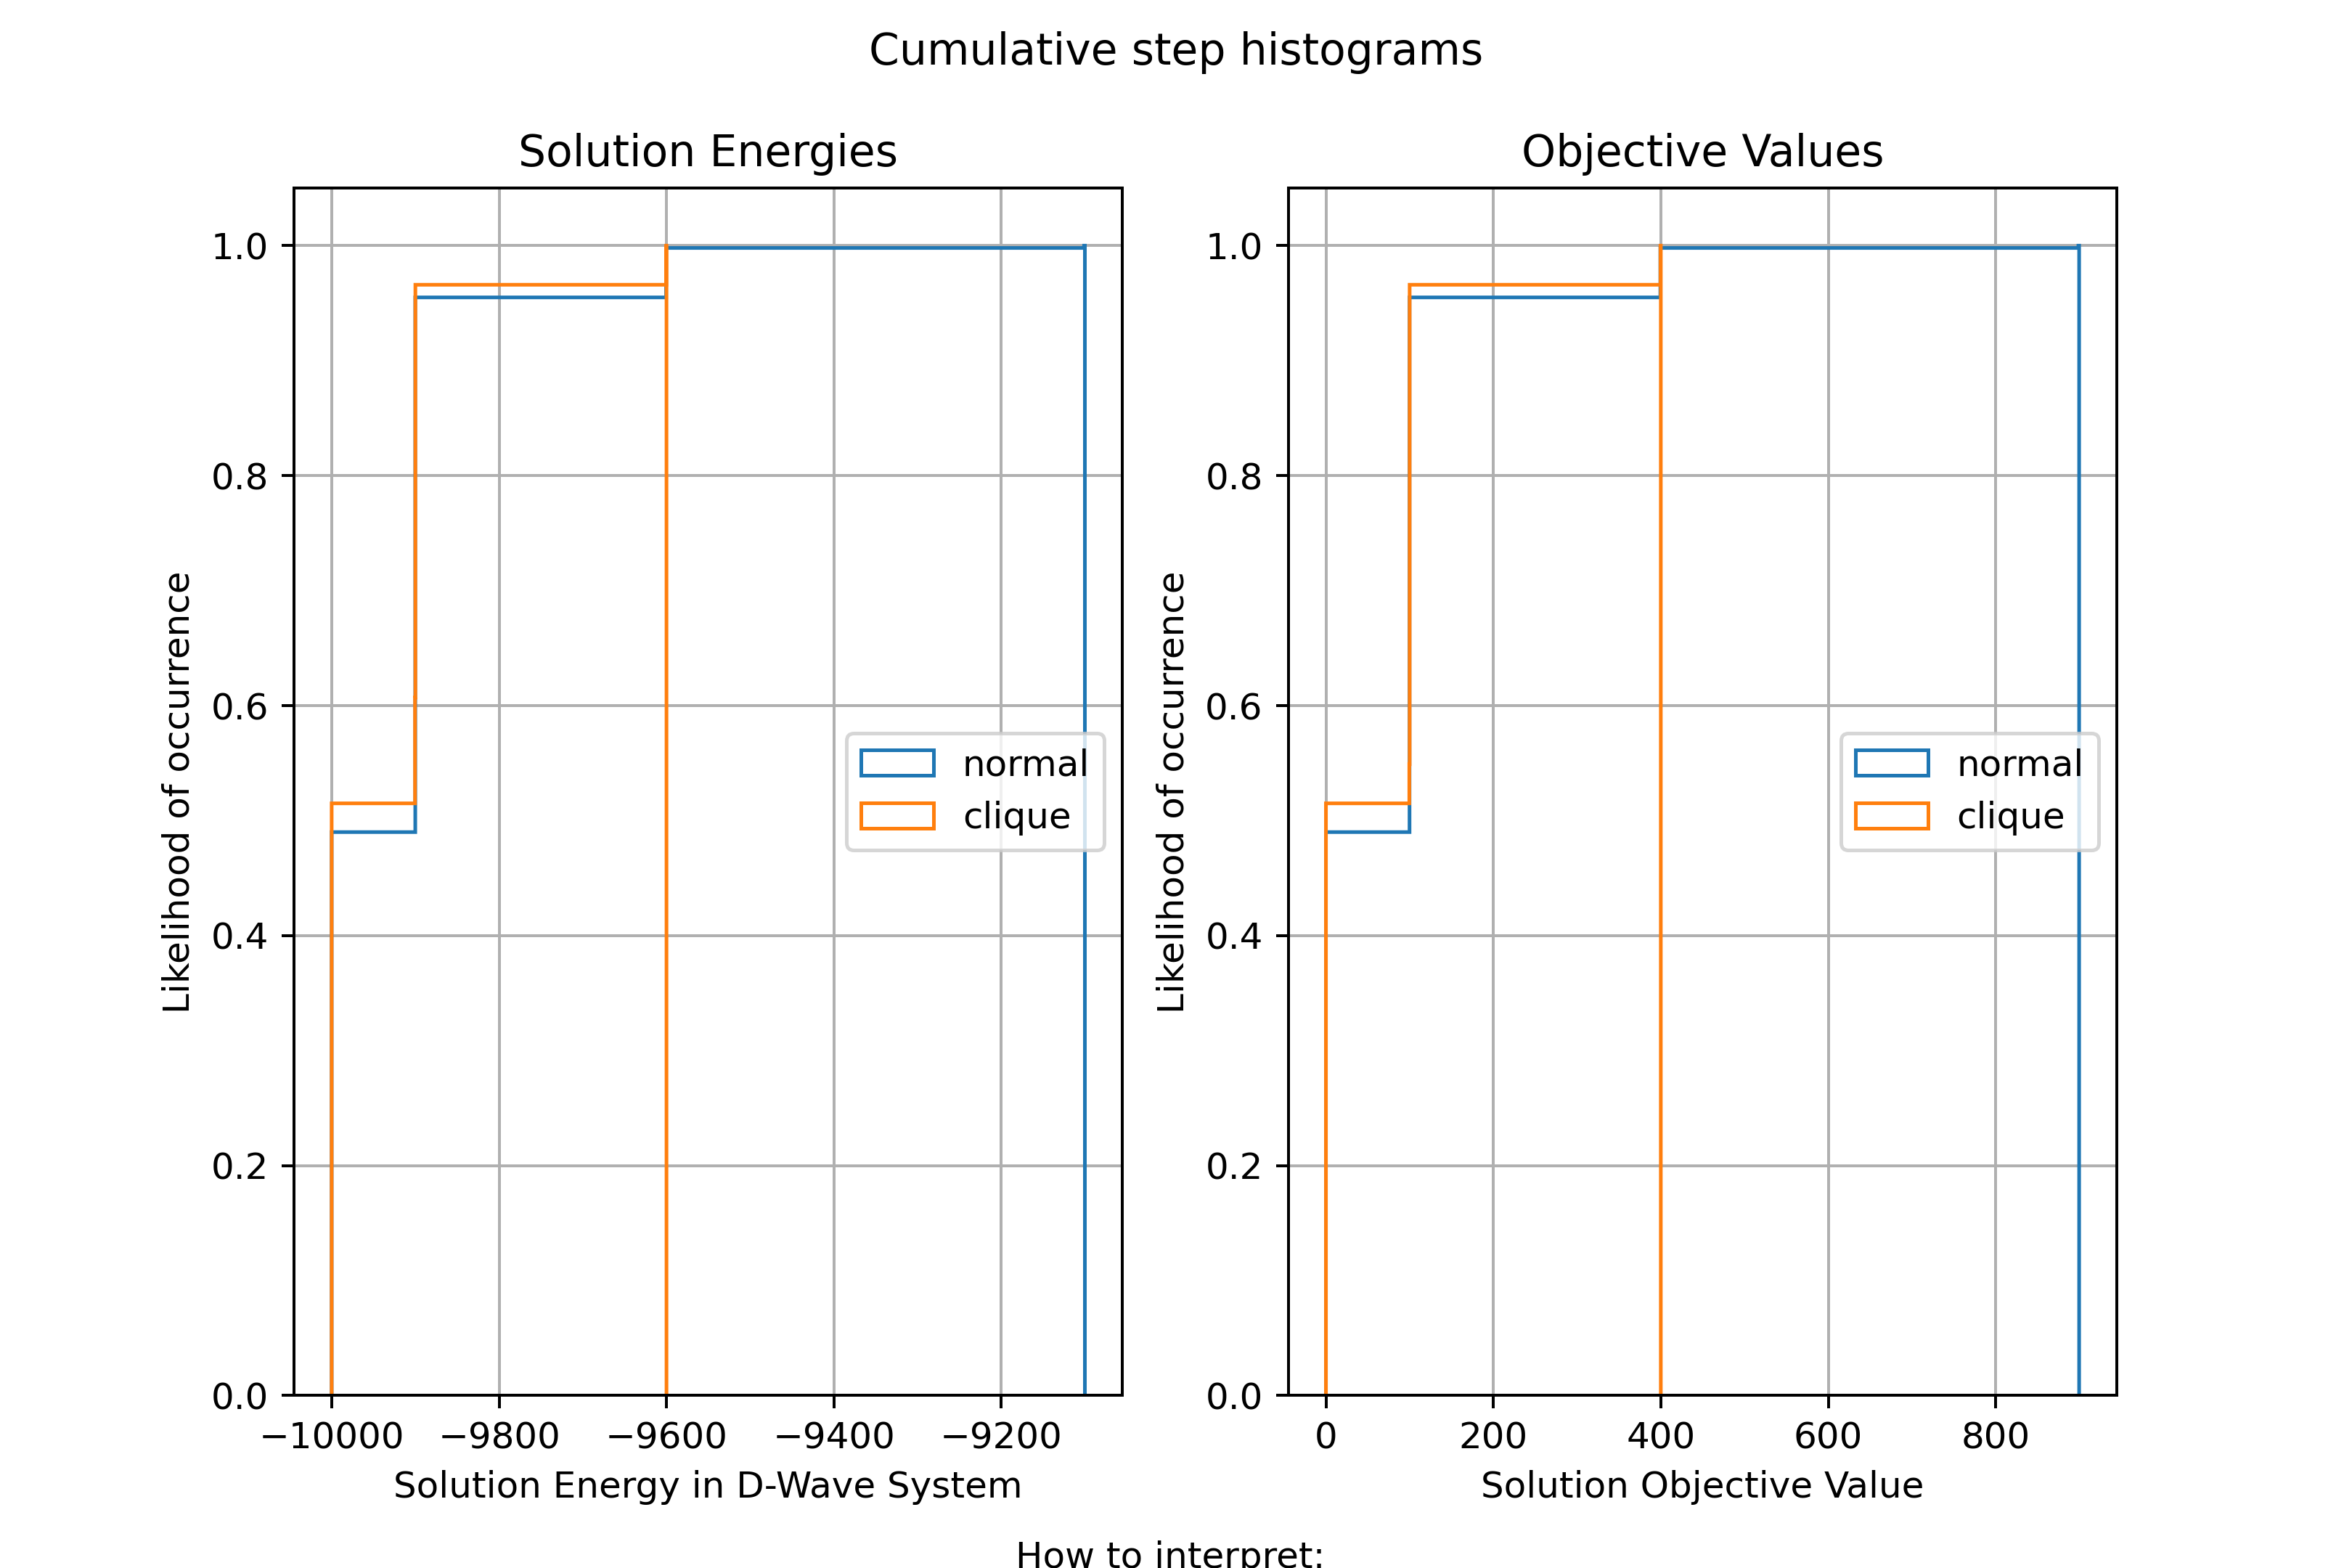 Cumulative step histograms
Solution Energies
Likelihood of occurrence
1.0
0.8
0.6
0.4
0.2
0.0
−10000 −9800 −9600 −9400 −9200
Solution Energy in D-Wave System
normal
clique
Objective Values
Likelihood of occurrence
1.0
0.8
0.6
0.4
0.2
0.0
0 200 400 600 800
Solution Objective Value
normal
clique
How to interpret: